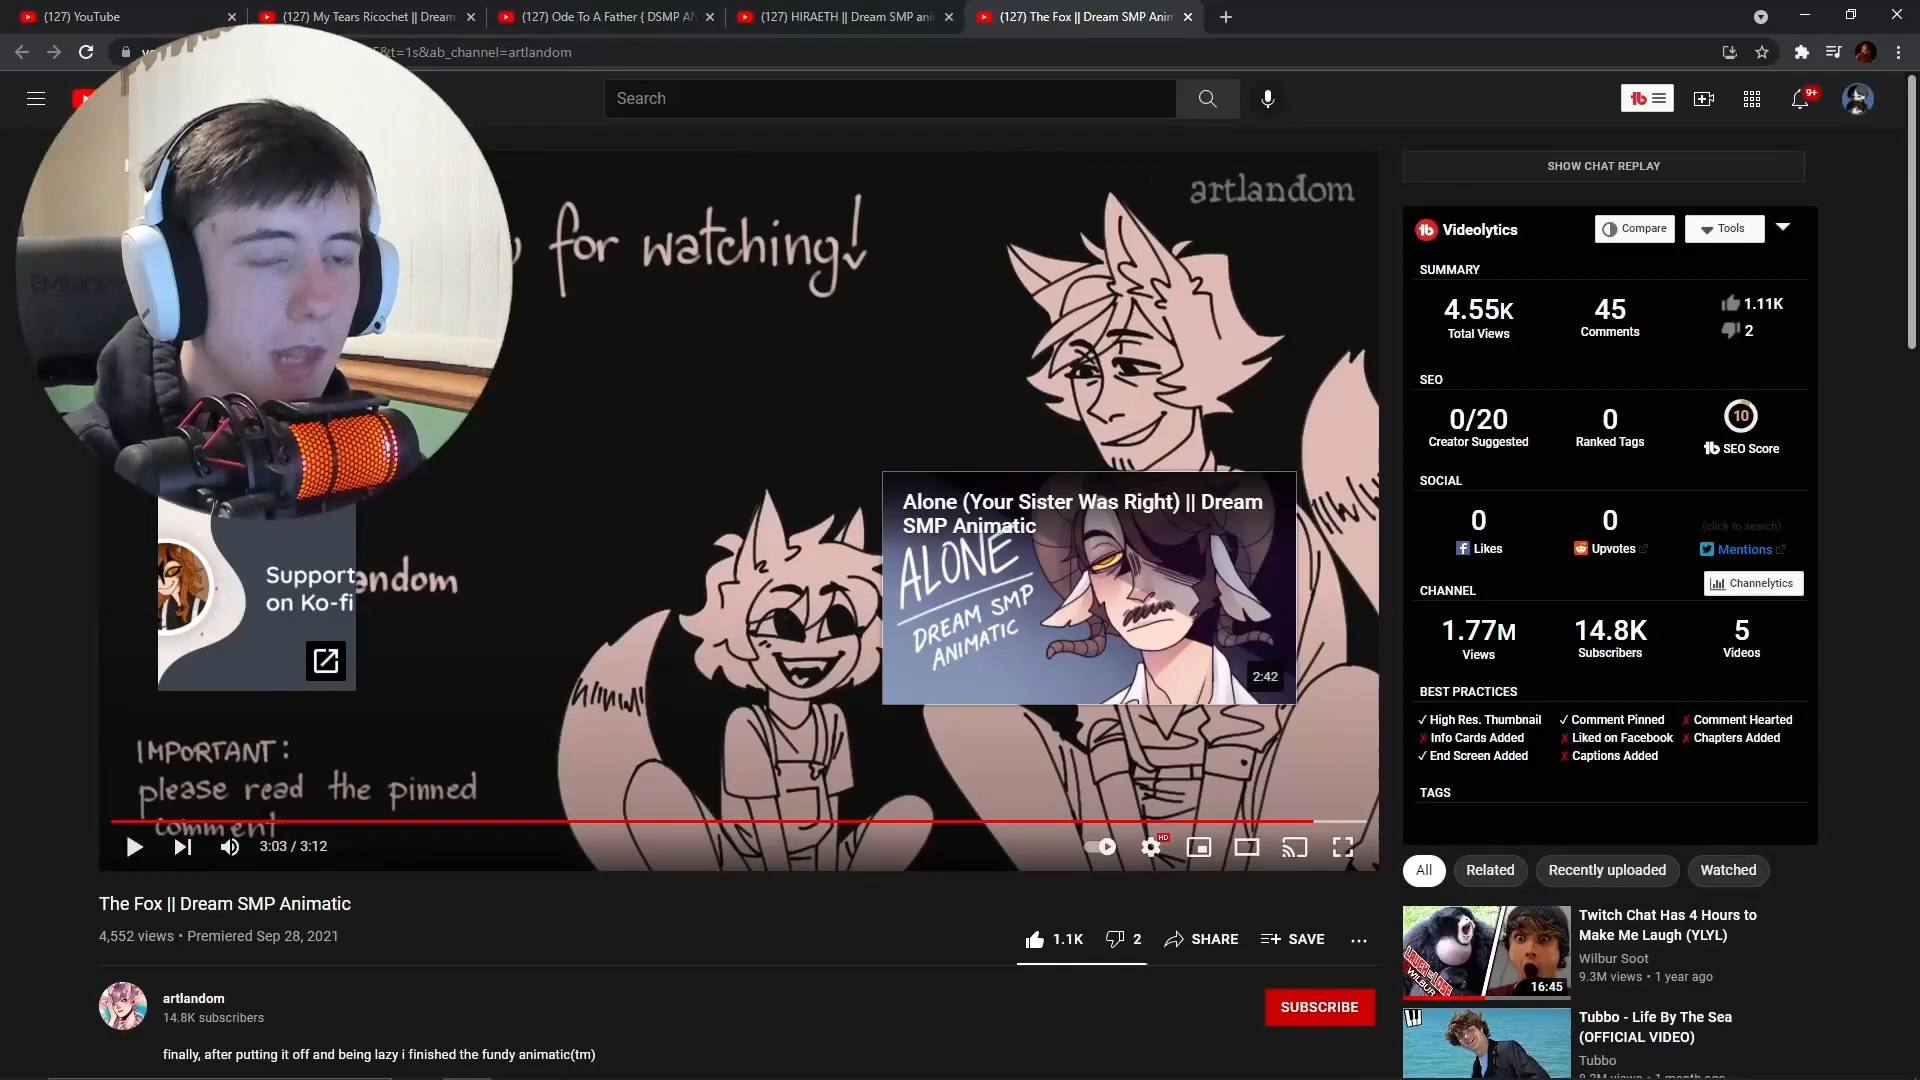 (127) YouTube
(127) My Tears Ricochet || Dream
(127) Ode To A Father { DSMP AN
(127) HIRAETH || Dream SMP ani
(127) The Fox || Dream SMP Anim
&t=1s&ab_channel=artlandom
Search
9+
artlandom
for watching!
Support
on Ko-fi
andom
IMPORTANT:
please read the pinned
comment
Alone (Your Sister Was Right) || Dream
SMP Animatic
ALONE
DREAM SMP
ANIMATIC
2:42
3:03 / 3:12
HD
The Fox || Dream SMP Animatic
4,552 views • Premiered Sep 28, 2021
1.1K
2
SHARE
SAVE
artlandom
14.8K subscribers
SUBSCRIBE
finally, after putting it off and being lazy i finished the fundy animatic(tm)
SHOW CHAT REPLAY
Videolytics
Compare
Tools
SUMMARY
4.55K
Total Views
45
Comments
1.11K
2
SEO
0/20
Creator Suggested
0
Ranked Tags
10
SEO Score
SOCIAL
0
Likes
0
Upvotes
(click to search)
Mentions
CHANNEL
Channelytics
1.77M
Views
14.8K
Subscribers
5
Videos
BEST PRACTICES
✓ High Res. Thumbnail ✓ Comment Pinned ✗ Comment Hearted
✗ Info Cards Added ✗ Liked on Facebook ✗ Chapters Added
✓ End Screen Added ✗ Captions Added
TAGS
All Related Recently uploaded Watched
16:45
Twitch Chat Has 4 Hours to
Make Me Laugh (YLYL)
Wilbur Soot
9.3M views • 1 year ago
Tubbo - Life By The Sea
(OFFICIAL VIDEO)
Tubbo